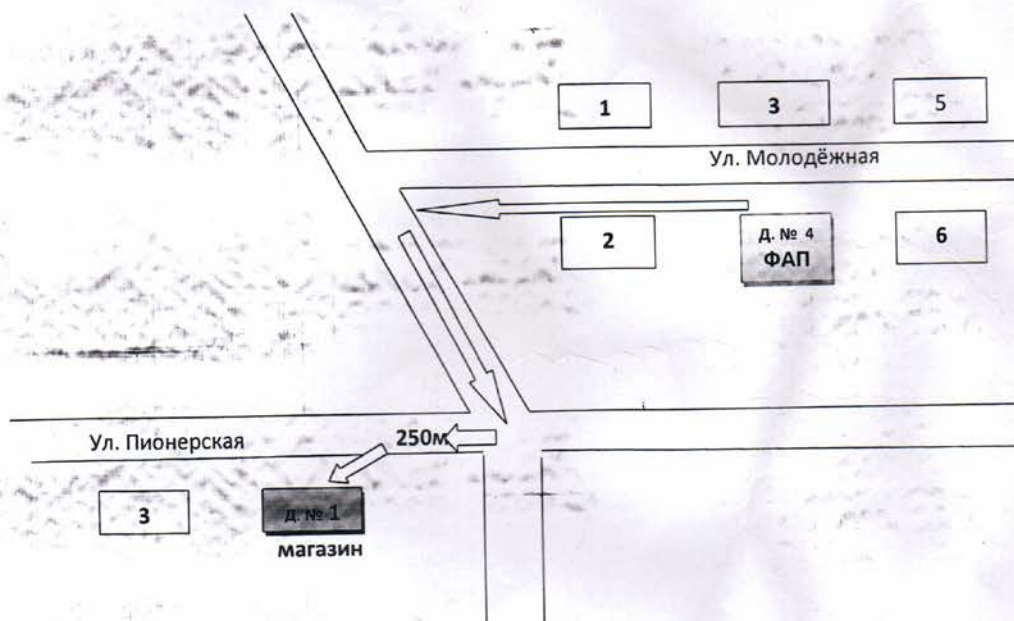 1
3
5
Ул. Молодёжная
2
Д. № 4
ФАП
6
Ул. Пионерская
250м
3
Д. № 1
магазин